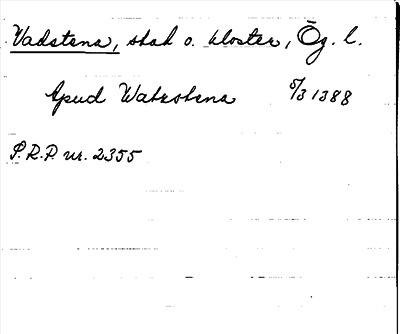 Vadstena, stad o. kloster, Ög. l.
Apud Watzstena 5/3 1388
S.R.P. nr. 2355